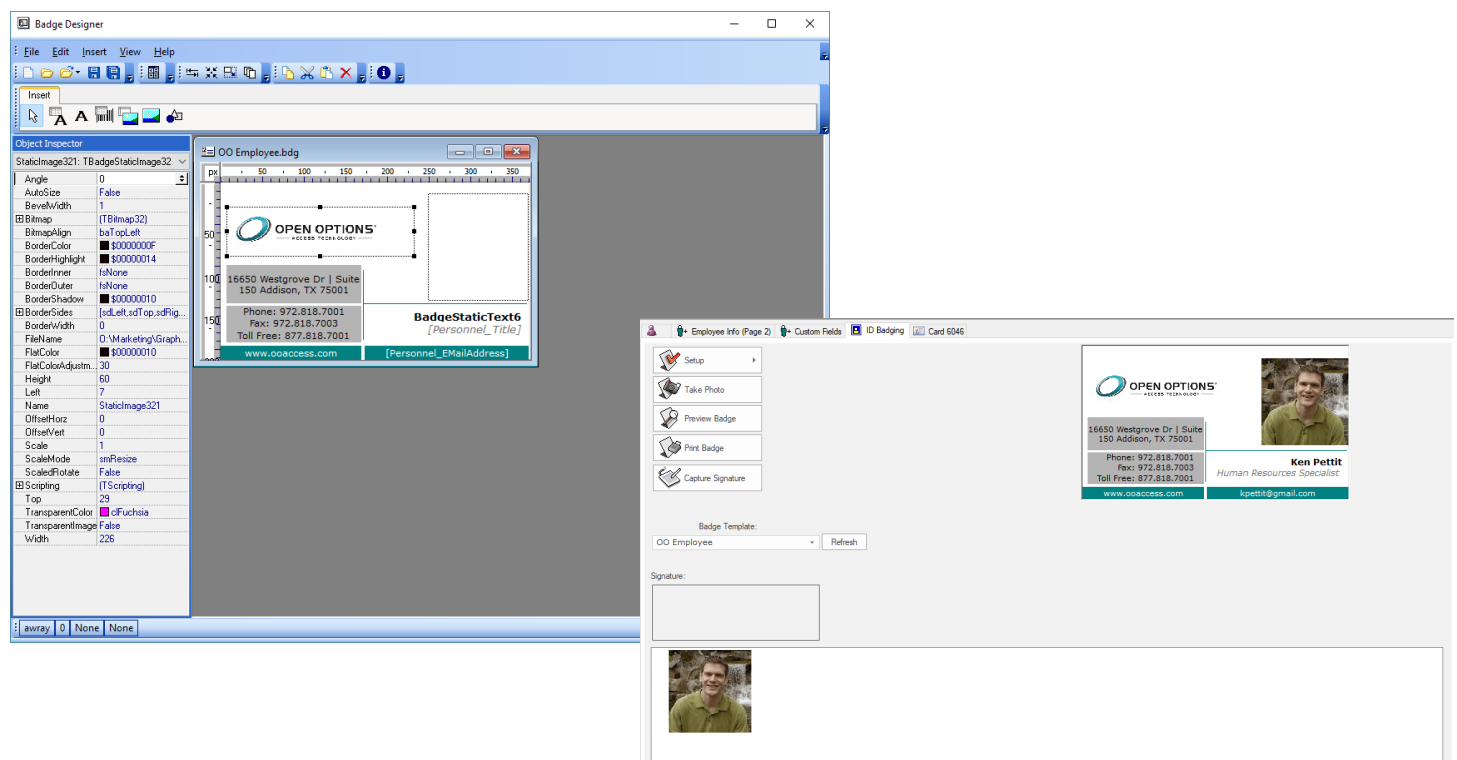 Badge Designer
File Edit Insert View Help
Insert
Object Inspector
StaticImage321: TBadgeStaticImage32
Angle 0
AutoSize False
BevelWidth 1
Bitmap (TBitmap32)
BitmapAlign baTopLeft
BorderColor $0000000F
BorderHighlight $00000014
BorderInner fsNone
BorderOuter fsNone
BorderShadow $00000010
BorderSides [sdLeft,sdTop,sdRig...
BorderWidth 0
FileName O:\Marketing\Graph...
FlatColor $00000010
FlatColorAdjustm... 30
Height 60
Left 7
Name StaticImage321
OffsetHorz 0
OffsetVert 0
Scale 1
ScaleMode smResize
ScaledRotate False
Scripting (TScripting)
Top 29
TransparentColor clFuchsia
TransparentImage False
Width 226
awray 0 None None
OO Employee.bdg
px 50 100 150 200 250 300 350
50
100
150
OPEN OPTIONS
ACCESS TECHNOLOGY
16650 Westgrove Dr | Suite
150 Addison, TX 75001
Phone: 972.818.7001
Fax: 972.818.7003
Toll Free: 877.818.7001
BadgeStaticText6
[Personnel_Title]
www.ooaccess.com [Personnel_EMailAddress]
Employee Info (Page 2) Custom Fields ID Badging Card 6046
Setup
Take Photo
Preview Badge
Print Badge
Capture Signature
Badge Template:
OO Employee Refresh
Signature:
OPEN OPTIONS
ACCESS TECHNOLOGY
16650 Westgrove Dr | Suite
150 Addison, TX 75001
Phone: 972.818.7001
Fax: 972.818.7003
Toll Free: 877.818.7001
Ken Pettit
Human Resources Specialist
www.ooaccess.com kpettit@gmail.com